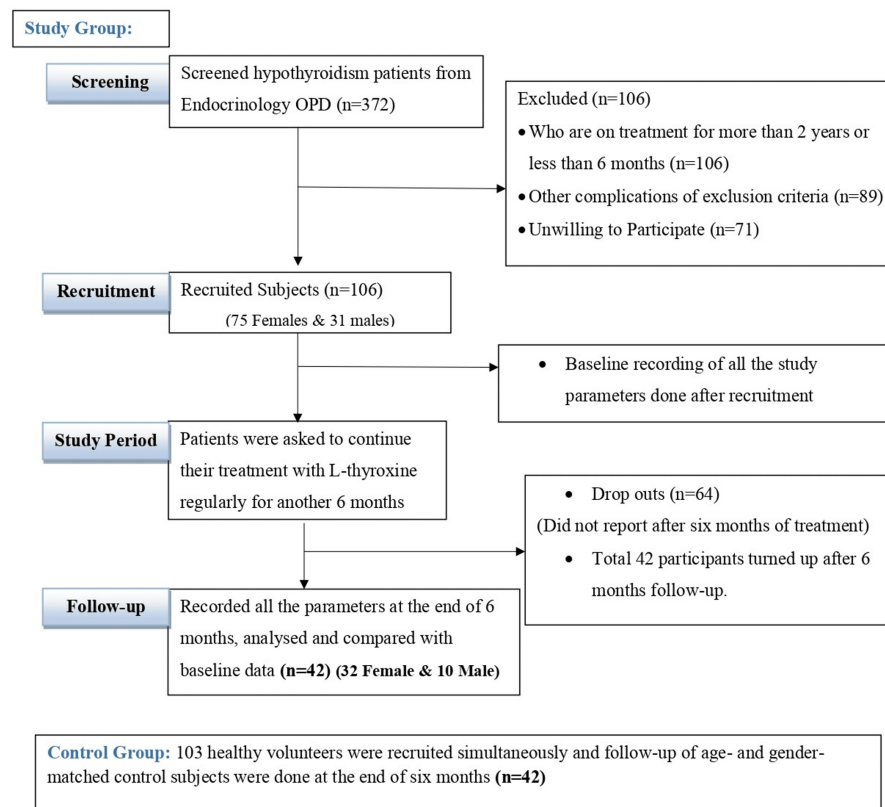 Study Group:
Screening
Screened hypothyroidism patients from
Endocrinology OPD (n=372)
Excluded (n=106)
• Who are on treatment for more than 2 years or
less than 6 months (n=106)
• Other complications of exclusion criteria (n=89)
• Unwilling to Participate (n=71)
Recruitment
Recruited Subjects (n=106)
(75 Females & 31 males)
• Baseline recording of all the study
parameters done after recruitment
Study Period
Patients were asked to continue
their treatment with L-thyroxine
regularly for another 6 months
• Drop outs (n=64)
(Did not report after six months of treatment)
• Total 42 participants turned up after 6
months follow-up.
Follow-up
Recorded all the parameters at the end of 6
months, analysed and compared with
baseline data (n=42) (32 Female & 10 Male)
Control Group: 103 healthy volunteers were recruited simultaneously and follow-up of age- and gender-
matched control subjects were done at the end of six months (n=42)